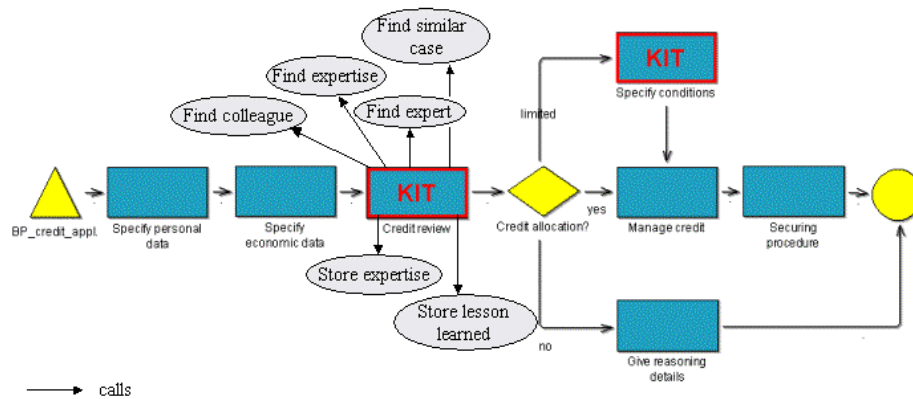 Find similar
case
KIT
Find expertise
Specify conditions
Find colleague
Find expert
limited
KIT
BP_credit_appl.
Specify personal
data
Specify
economic data
Credit review
Credit allocation?
yes
Manage credit
Securing
procedure
Store expertise
Store lesson
learned
no
Give reasoning
details
calls